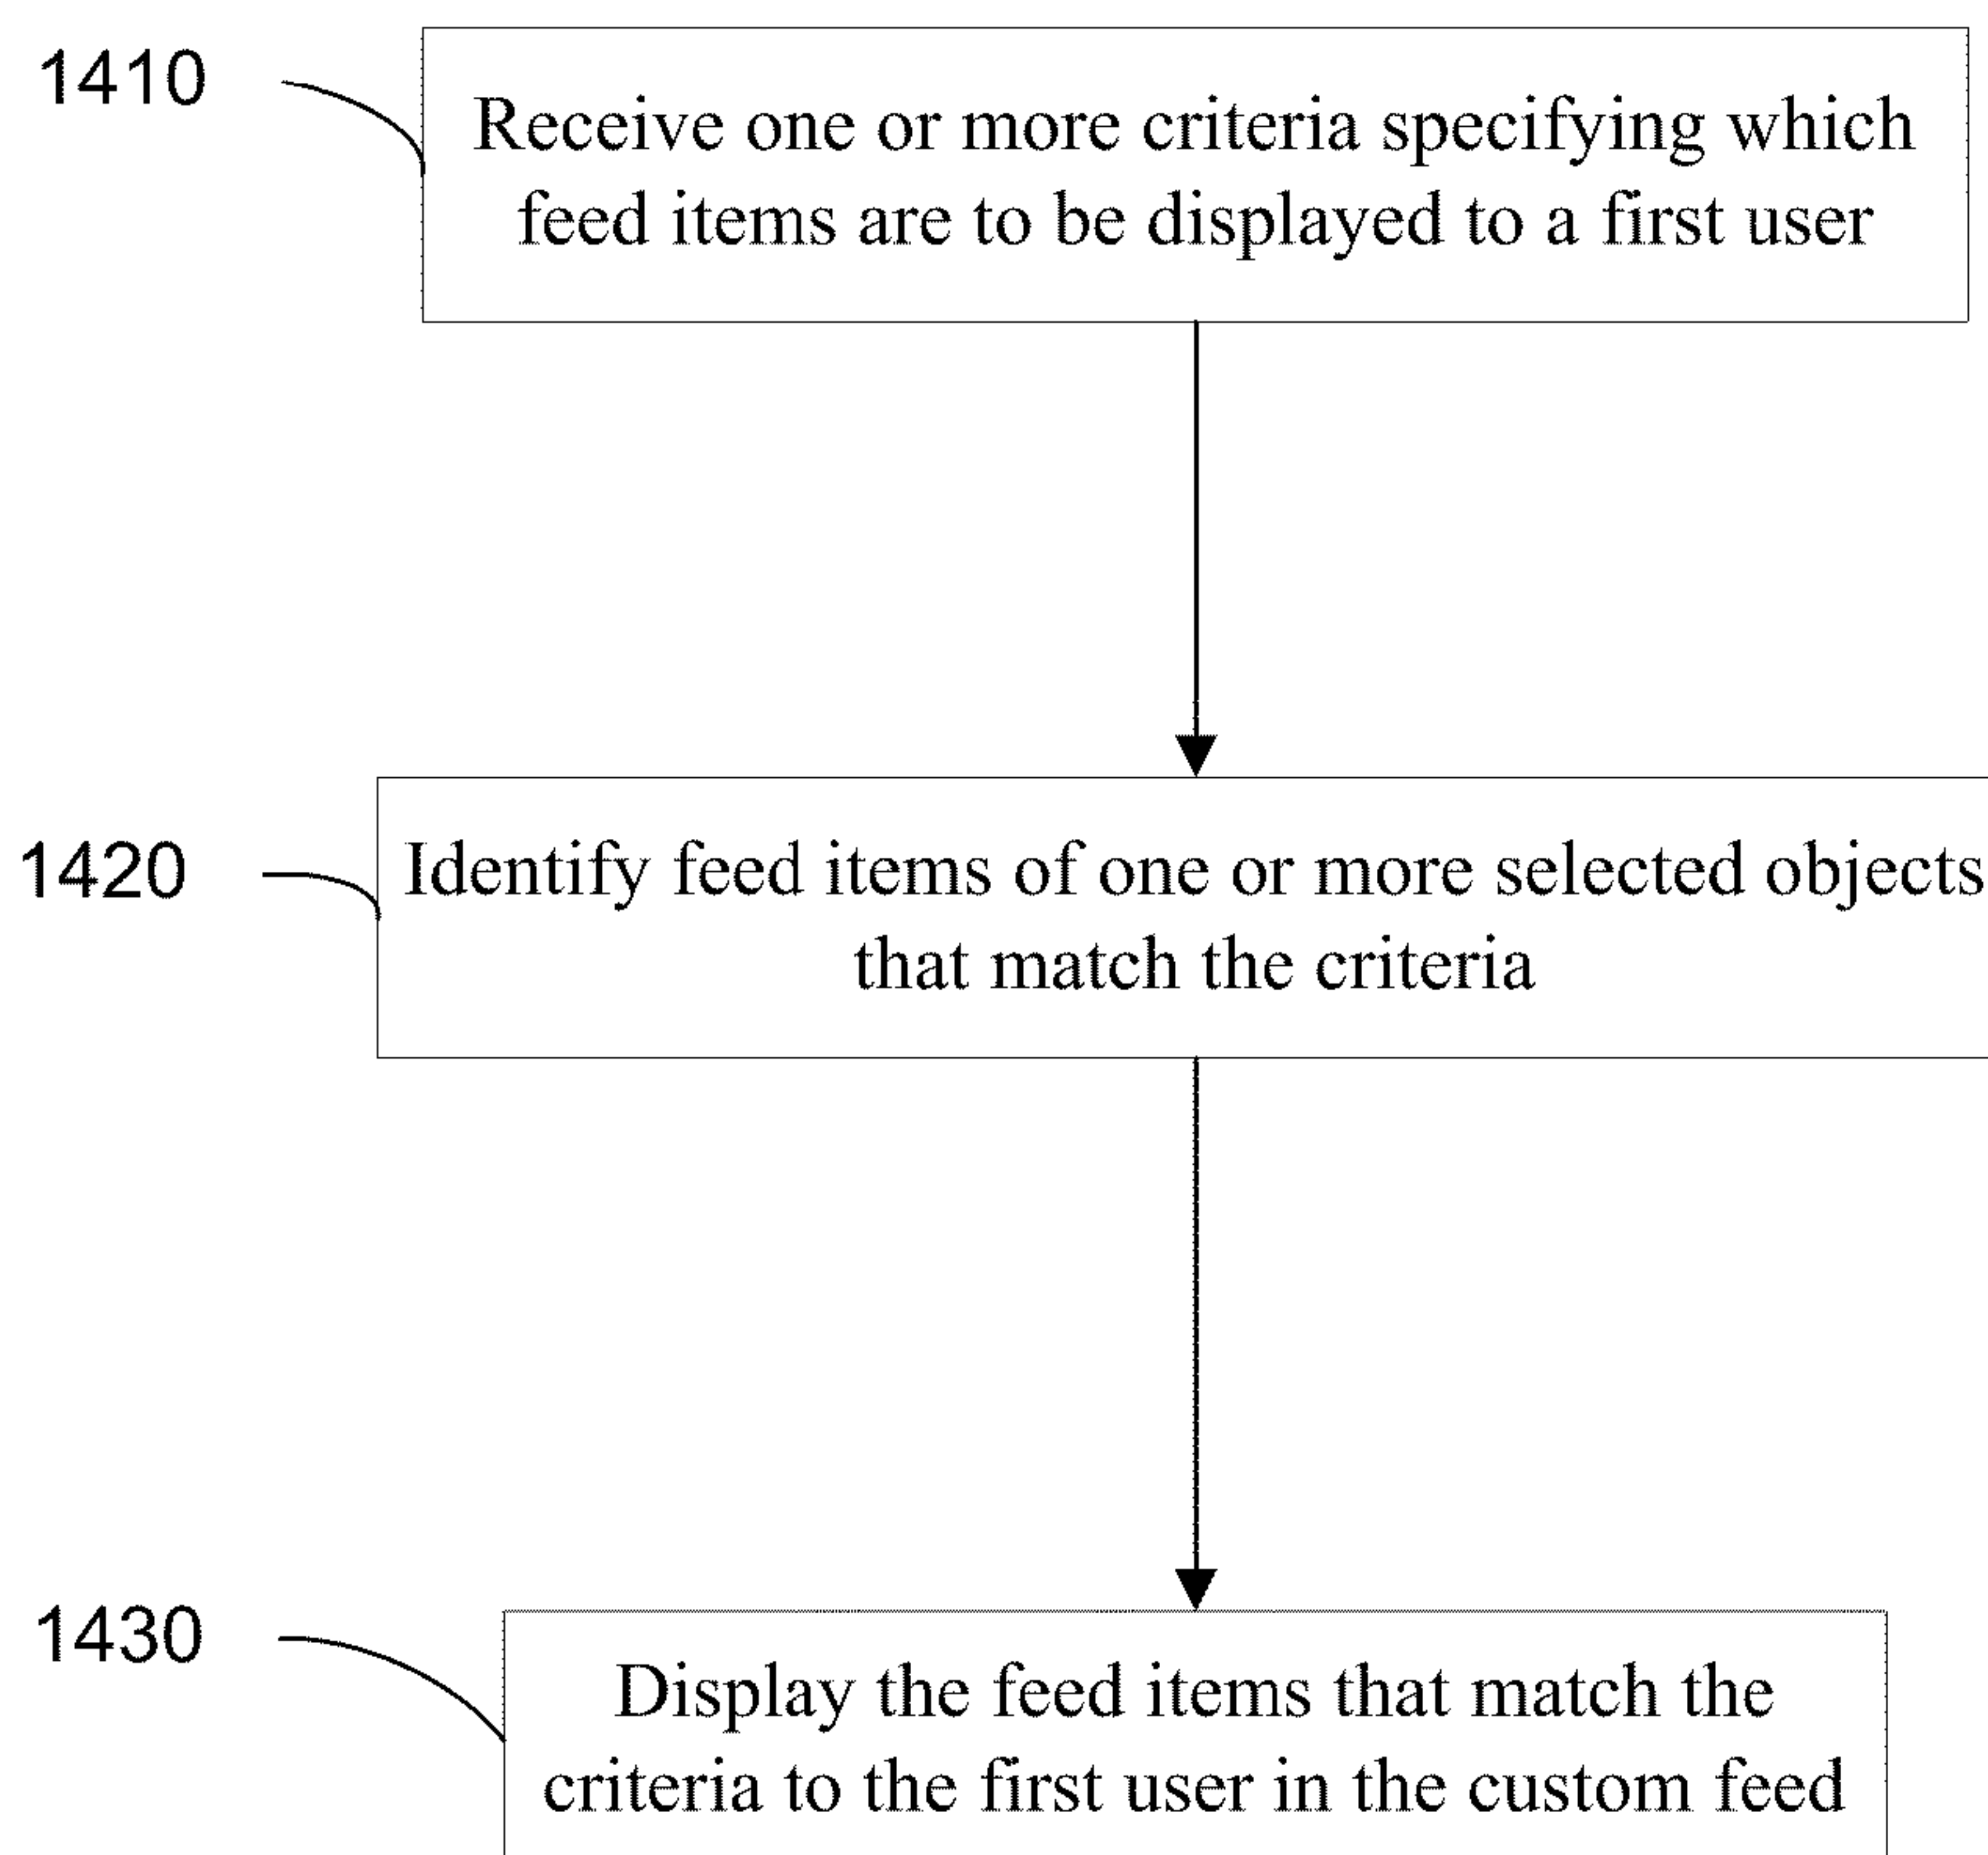 1410
Receive one or more criteria specifying which
feed items are to be displayed to a first user
1420
Identify feed items of one or more selected objects
that match the criteria
1430
Display the feed items that match the
criteria to the first user in the custom feed